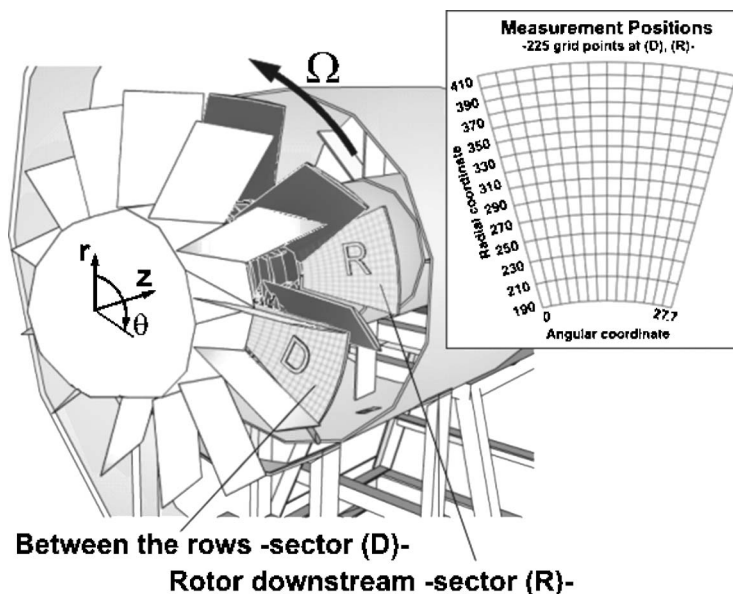 Measurement Positions
-225 grid points at (D), (R)-
410
390
370
350
330
310
290
270
250
230
210
190
Radial coordinate
0
27.7
Angular coordinate
Ω
r
z
θ
R
D
Between the rows -sector (D)-
Rotor downstream -sector (R)-